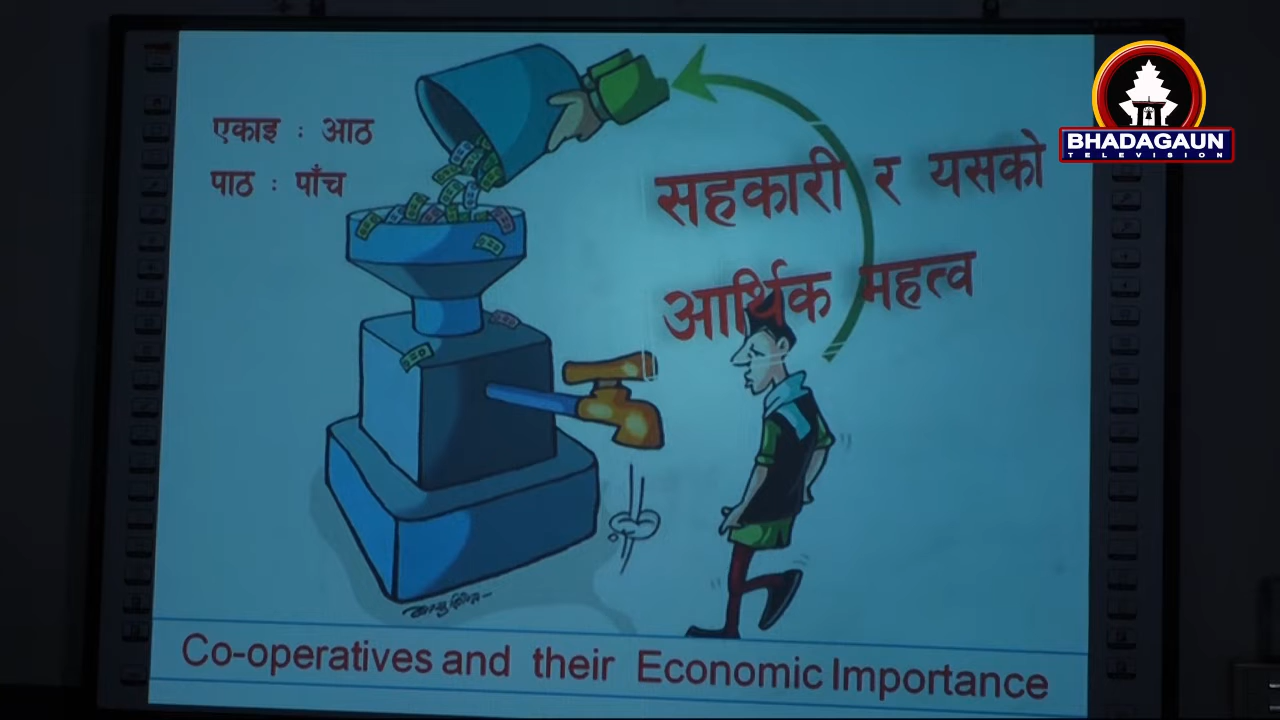 एकाइ : आठ
पाठ : पाँच
सहकारी र यसको
आर्थिक महत्व
Co-operatives and their Economic Importance
BHADAGAUN
TELEVISION